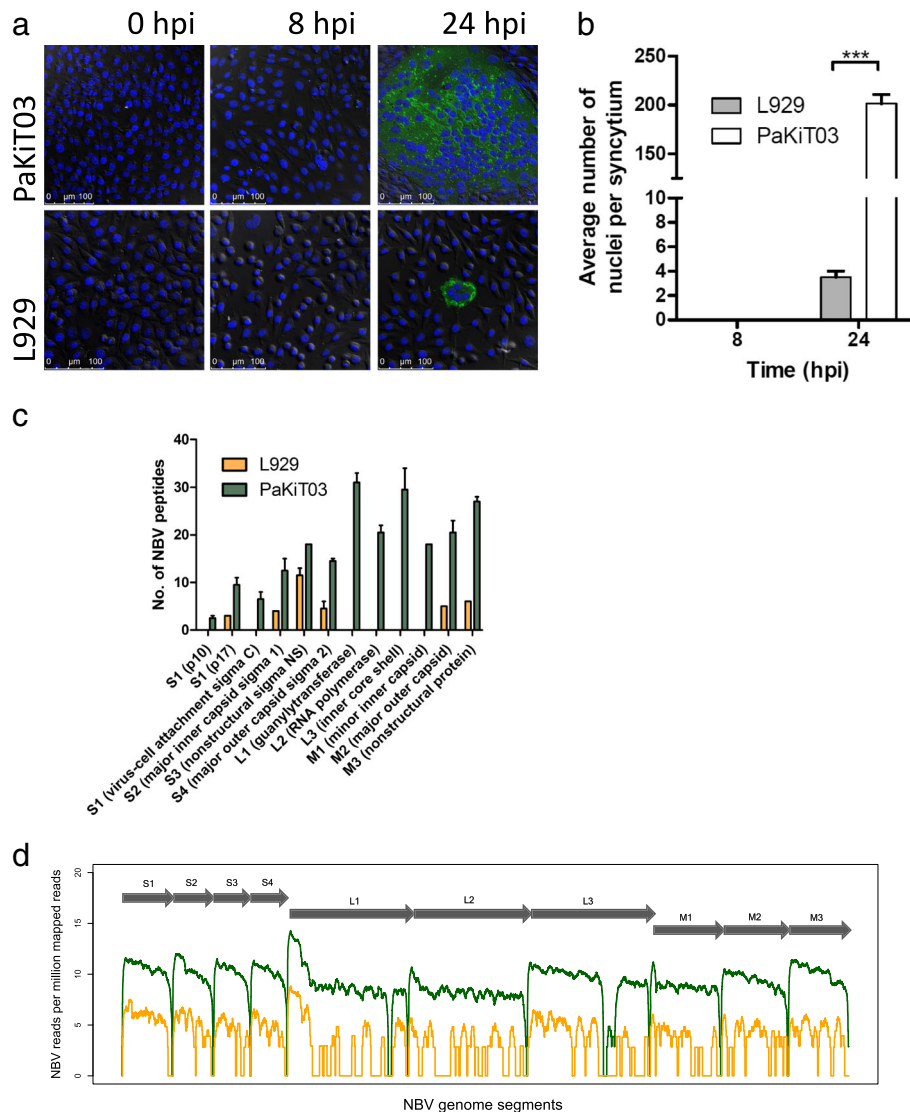 a
0 hpi
8 hpi
24 hpi
PaKiT03
L929
0 µm 100
0 µm 100
0 µm 100
0 µm 100
0 µm 100
0 µm 100
b
Average number of
nuclei per syncytium
250
200
150
10
8
6
4
2
0
***
L929
PaKiT03
8
24
Time (hpi)
c
No. of NBV peptides
40
30
20
10
0
L929
PaKiT03
S1 (p10)
S1 (p17)
S1 (virus-cell attachment sigma C)
S2 (major inner capsid sigma 1)
S3 (nonstructural sigma NS)
S4 (major outer capsid sigma 2)
L1 (guanyltransferase)
L2 (RNA polymerase)
L3 (inner core shell)
M1 (minor inner capsid)
M2 (major outer capsid)
M3 (nonstructural protein)
d
NBV reads per million mapped reads
20
15
10
5
0
S1
S2
S3
S4
L1
L2
L3
M1
M2
M3
NBV genome segments